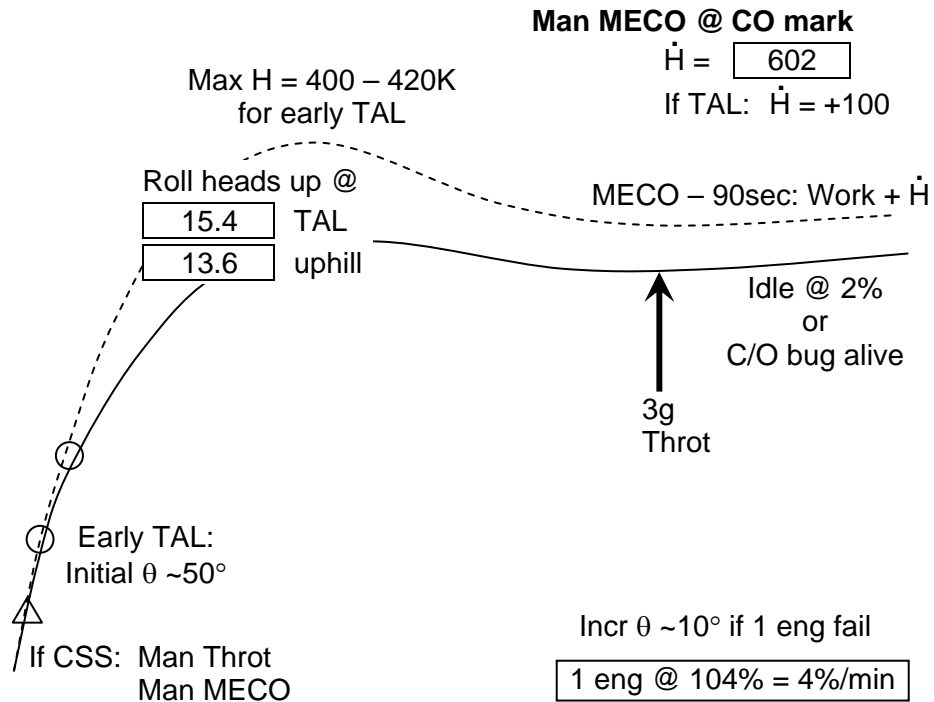 Man MECO @ CO mark
Ḣ = 602
If TAL: Ḣ = +100
Max H = 400 – 420K
for early TAL
Roll heads up @
15.4 TAL
13.6 uphill
MECO – 90sec: Work + Ḣ
Idle @ 2%
or
C/O bug alive
3g
Throt
Early TAL:
Initial θ ~50°
If CSS: Man Throt
Man MECO
Incr θ ~10° if 1 eng fail
1 eng @ 104% = 4%/min